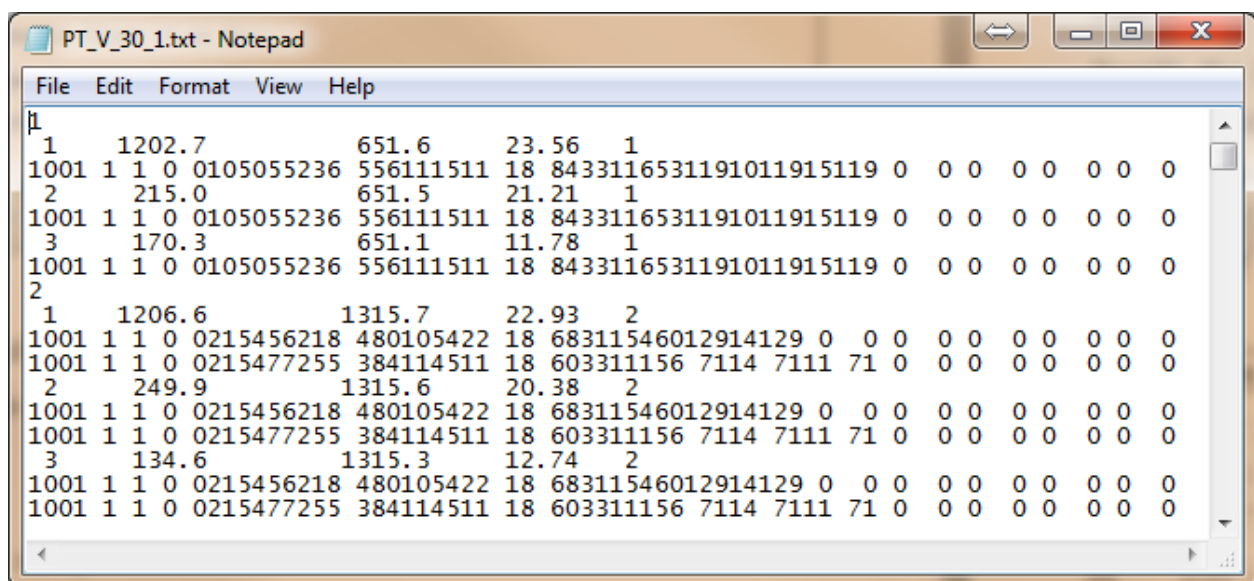 PT_V_30_1.txt - Notepad
File Edit Format View Help
1
 1     1202.7              651.6     23.56   1
1001 1 1 0 0105055236 556111511 18 84331165311191011915119 0   0 0  0 0  0 0   0
 2      215.0              651.5     21.21   1
1001 1 1 0 0105055236 556111511 18 84331165311191011915119 0   0 0  0 0  0 0   0
 3      170.3              651.1     11.78   1
1001 1 1 0 0105055236 556111511 18 84331165311191011915119 0   0 0  0 0  0 0   0
2
 1     1206.6             1315.7     22.93   2
1001 1 1 0 0215456218 480105422 18 68311546012914129 0   0 0  0 0  0 0  0 0   0
1001 1 1 0 0215477255 384114511 18 603311156 7114 7111 71 0   0 0  0 0  0 0   0
 2      249.9             1315.6     20.38   2
1001 1 1 0 0215456218 480105422 18 68311546012914129 0   0 0  0 0  0 0  0 0   0
1001 1 1 0 0215477255 384114511 18 603311156 7114 7111 71 0   0 0  0 0  0 0   0
 3      134.6             1315.3     12.74   2
1001 1 1 0 0215456218 480105422 18 68311546012914129 0   0 0  0 0  0 0  0 0   0
1001 1 1 0 0215477255 384114511 18 603311156 7114 7111 71 0   0 0  0 0  0 0   0